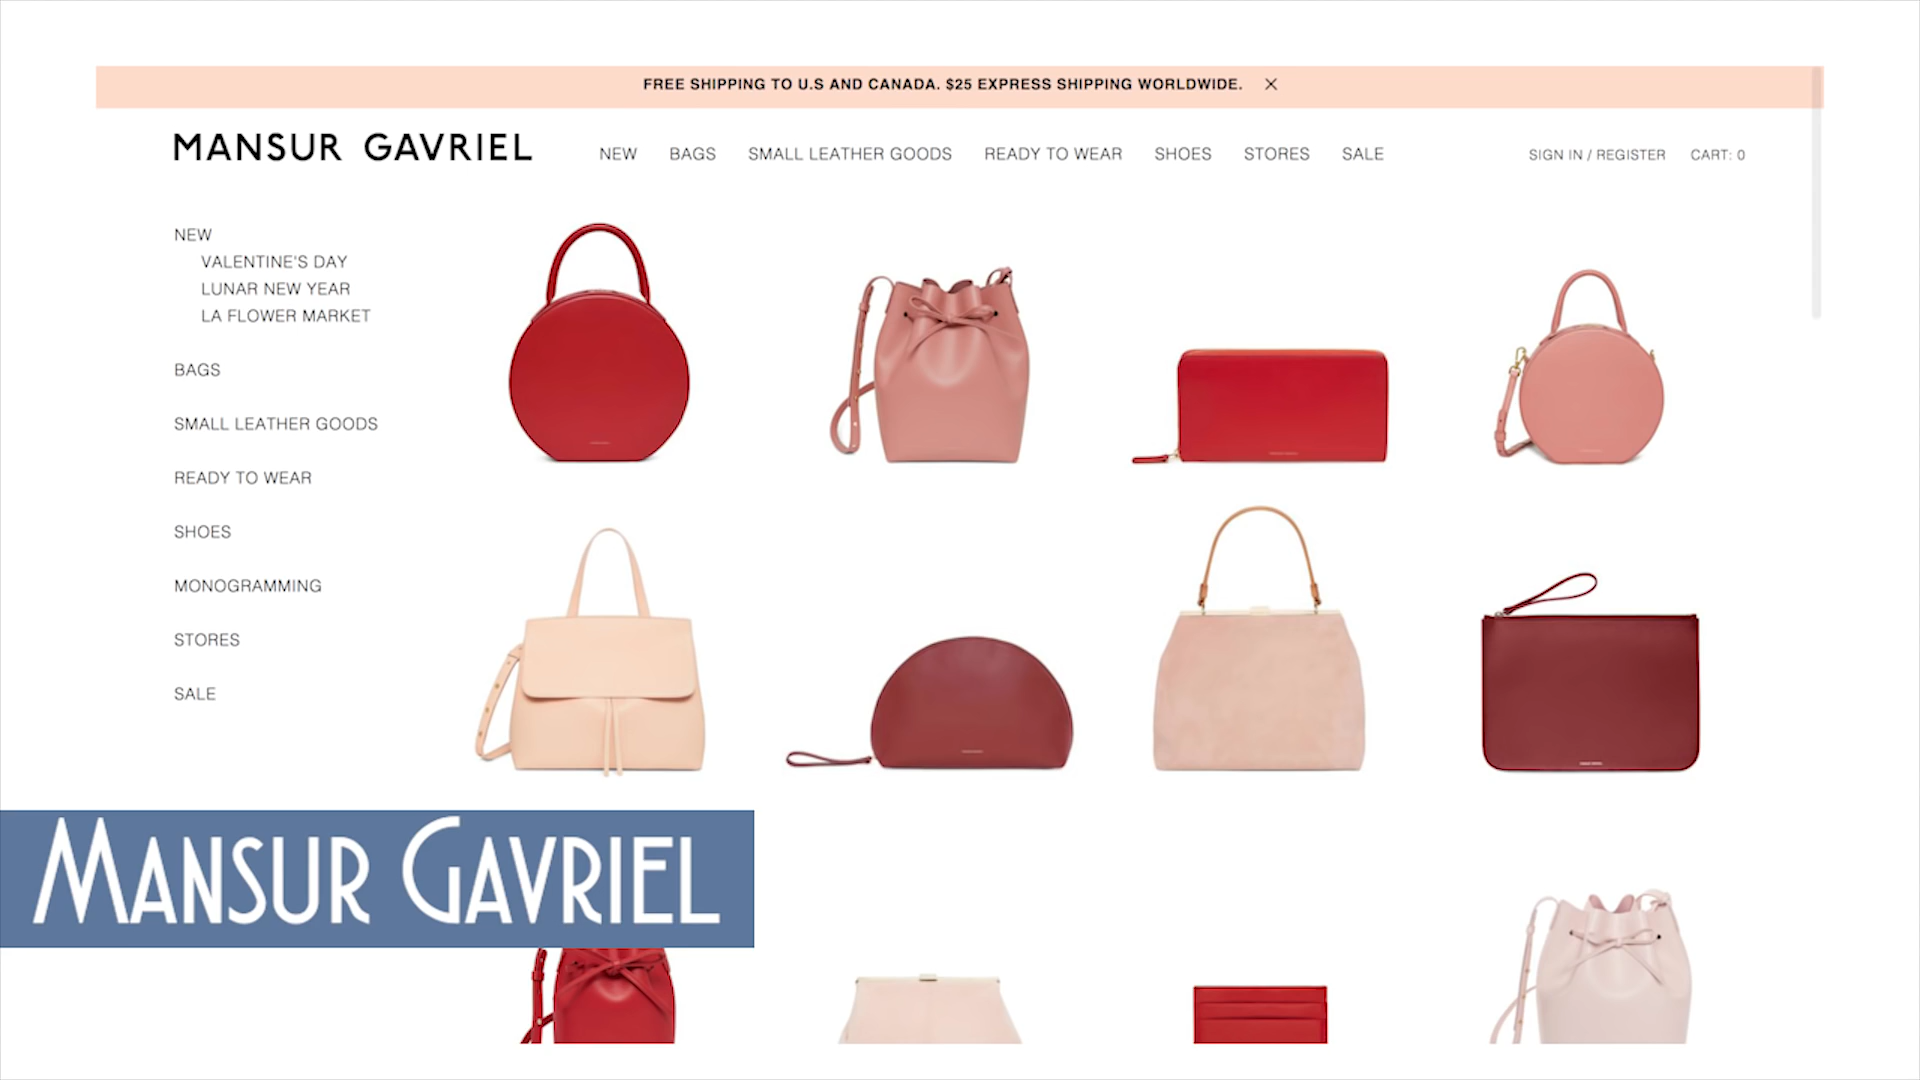 FREE SHIPPING TO U.S AND CANADA. $25 EXPRESS SHIPPING WORLDWIDE. ×
MANSUR GAVRIEL
NEW BAGS SMALL LEATHER GOODS READY TO WEAR SHOES STORES SALE
SIGN IN / REGISTER CART: 0
NEW
VALENTINE'S DAY
LUNAR NEW YEAR
LA FLOWER MARKET
BAGS
SMALL LEATHER GOODS
READY TO WEAR
SHOES
MONOGRAMMING
STORES
SALE
MANSUR GAVRIEL